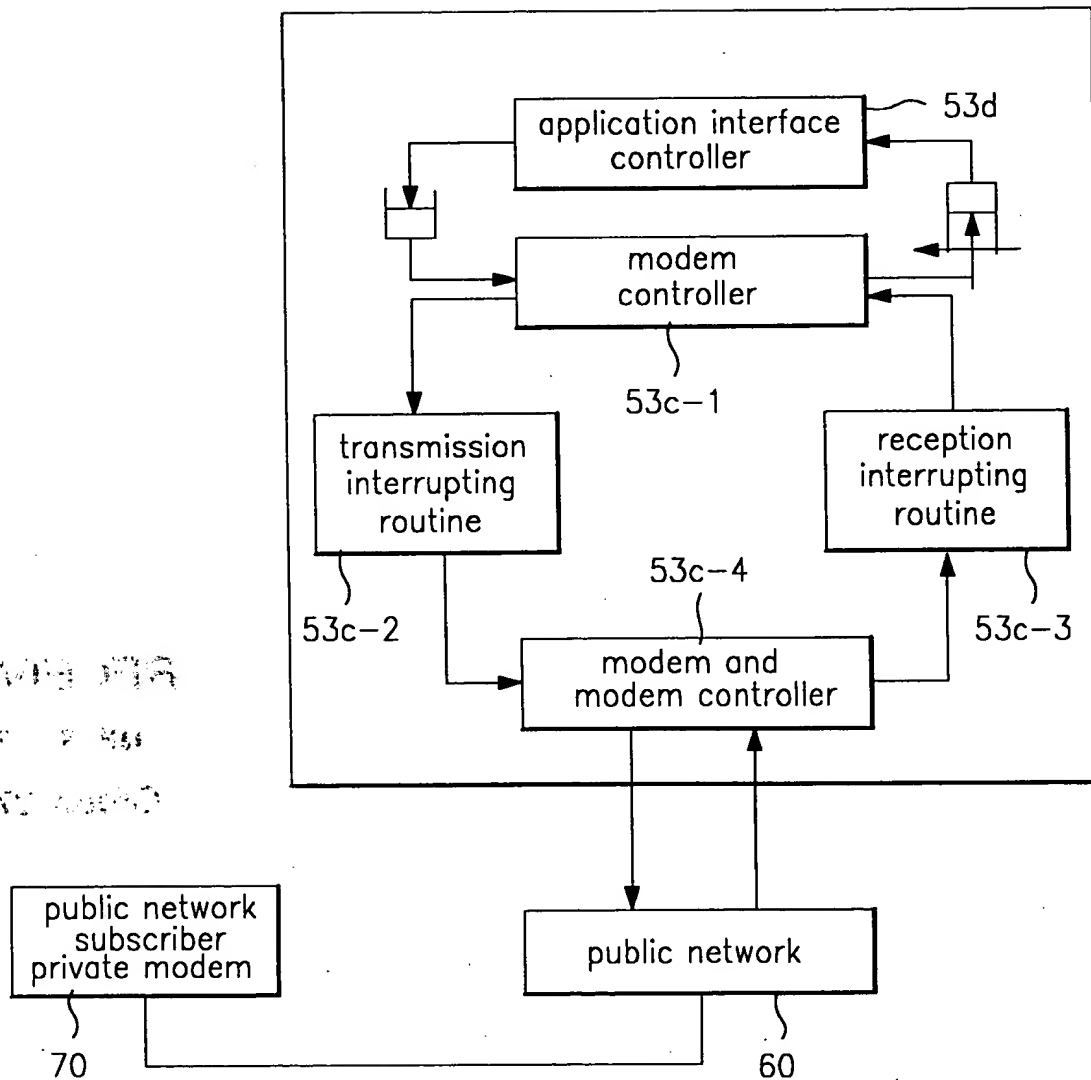 53d
application interface
controller
modem
controller
53c-1
transmission
interrupting
routine
reception
interrupting
routine
53c-4
53c-2
53c-3
modem and
modem controller
public network
subscriber
private modem
public network
70
60